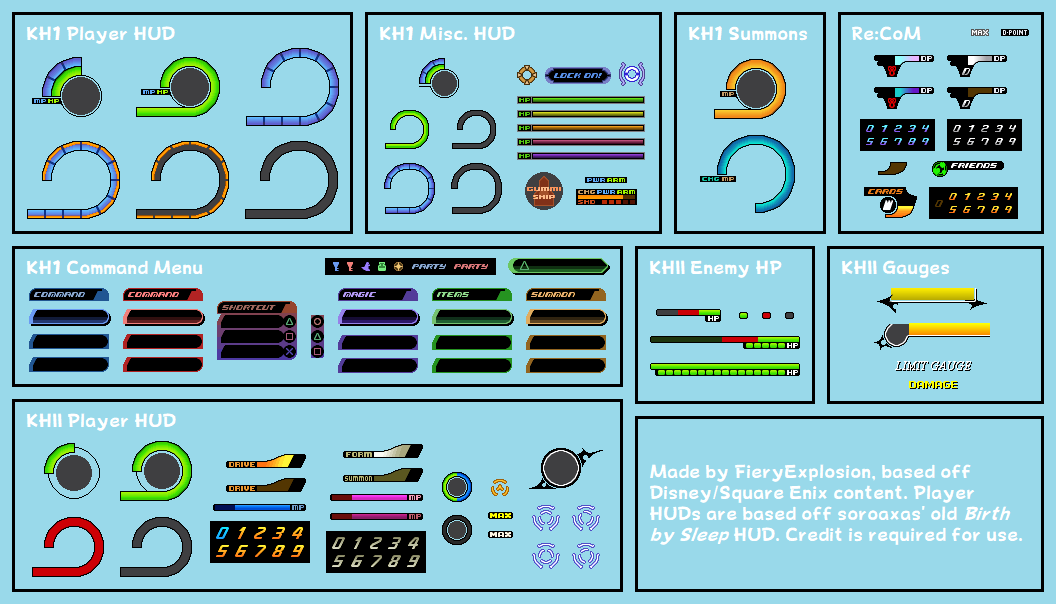 KH1 Player HUD
MP HP
MP HP
KH1 Misc. HUD
LOCK ON!
HP
HP
HP
HP
HP
GUMMI
SHIP
PWR ARM
CHG PWR ARM
SHD
KH1 Summons
MP
CHG MP
Re:CoM
MAX
D-POINT
DP
DP
0
DP
DP
0
0 1 2 3 4
5 6 7 8 9
0 1 2 3 4
5 6 7 8 9
FRIENDS
CARDS
0
0 1 2 3 4
5 6 7 8 9
KH1 Command Menu
PARTY PARTY
COMMAND
COMMAND
SHORTCUT
MAGIC
ITEMS
SUMMON
KHII Enemy HP
HP
HP
HP
KHII Gauges
LIMIT GAUGE
DAMAGE
KHII Player HUD
DRIVE
DRIVE
MP
0 1 2 3 4
5 6 7 8 9
FORM
SUMMON
MP
MP
0 1 2 3 4
5 6 7 8 9
MAX
MAX
Made by FieryExplosion, based off
Disney/Square Enix content. Player
HUDs are based off soroaxas' old Birth
by Sleep HUD. Credit is required for use.